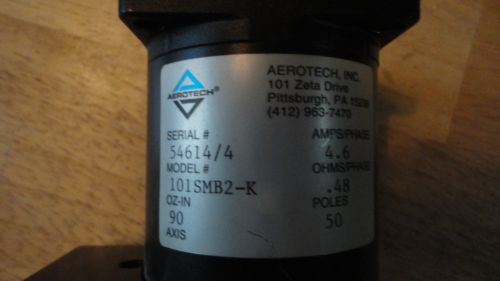 AEROTECH®
AEROTECH, INC.
101 Zeta Drive
Pittsburgh, PA 15238
(412) 963-7470
SERIAL # AMPS/PHASE
54614/4 4.6
MODEL # OHMS/PHASE
101SMB2-K .48
OZ-IN POLES
90 50
AXIS